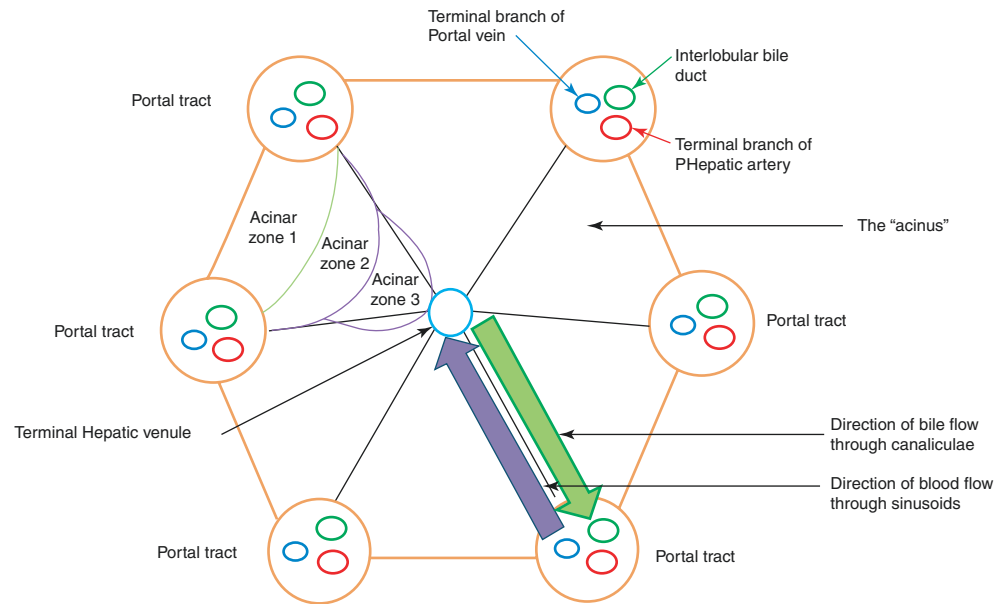 Terminal branch of
Portal vein
Interlobular bile
duct
Portal tract
Terminal branch of
PHepatic artery
Acinar
zone 1
The “acinus”
Acinar
zone 2
Acinar
zone 3
Portal tract
Portal tract
Terminal Hepatic venule
Direction of bile flow
through canaliculae
Direction of blood flow
through sinusoids
Portal tract
Portal tract